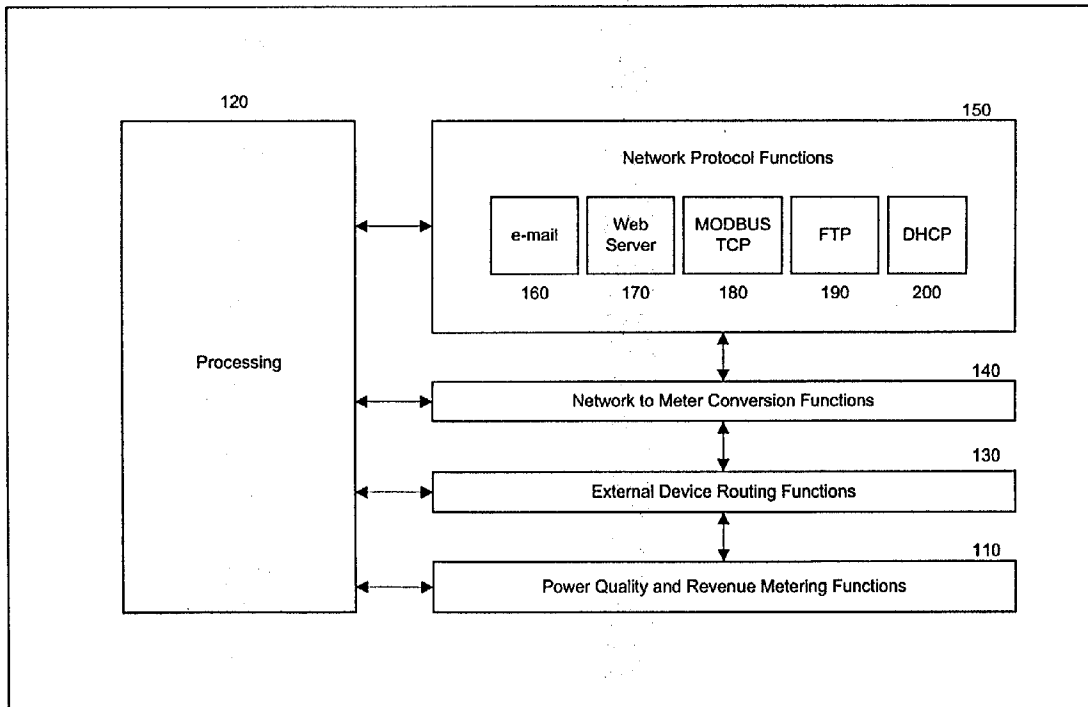 120
150
Network Protocol Functions
e-mail
Web
Server
MODBUS
TCP
FTP
DHCP
160
170
180
190
200
Processing
140
Network to Meter Conversion Functions
130
External Device Routing Functions
110
Power Quality and Revenue Metering Functions